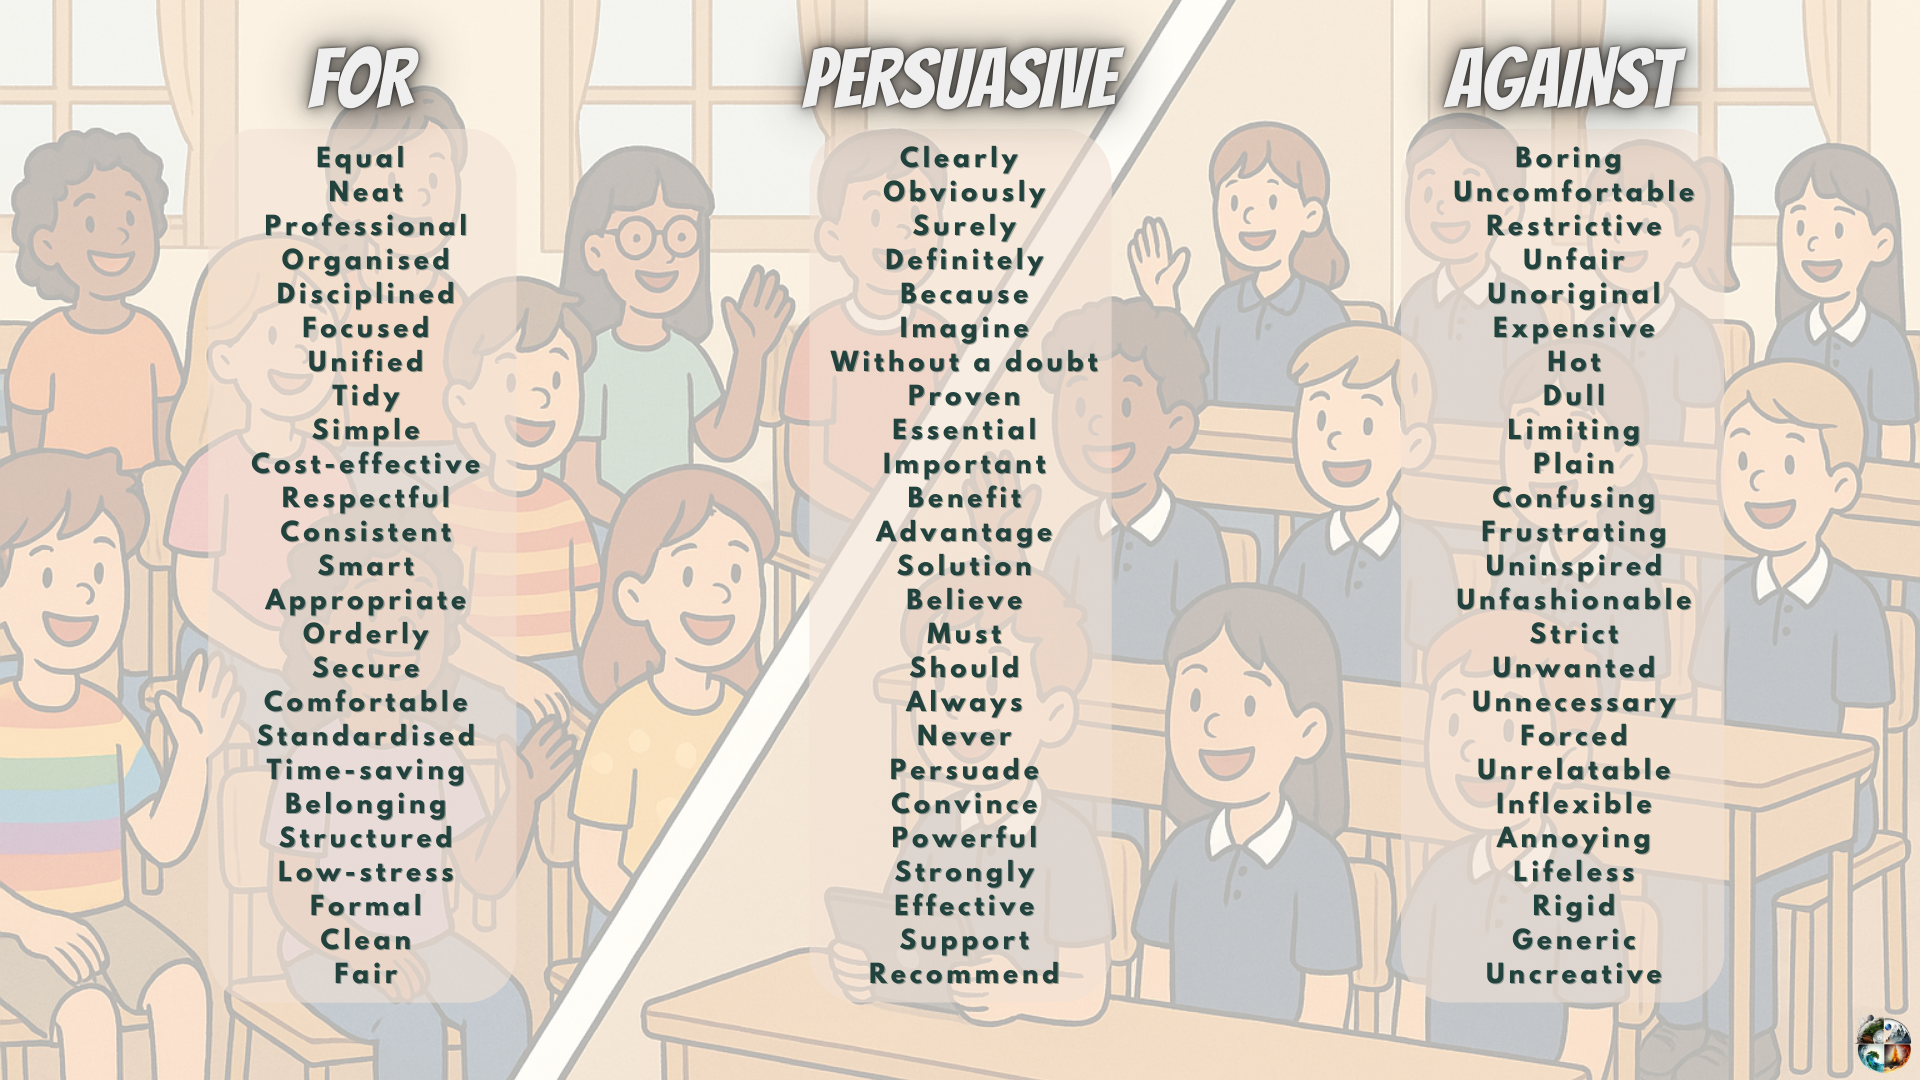 FOR
Equal
Neat
Professional
Organised
Disciplined
Focused
Unified
Tidy
Simple
Cost-effective
Respectful
Consistent
Smart
Appropriate
Orderly
Secure
Comfortable
Standardised
Time-saving
Belonging
Structured
Low-stress
Formal
Clean
Fair
PERSUASIVE
Clearly
Obviously
Surely
Definitely
Because
Imagine
Without a doubt
Proven
Essential
Important
Benefit
Advantage
Solution
Believe
Must
Should
Always
Never
Persuade
Convince
Powerful
Strongly
Effective
Support
Recommend
AGAINST
Boring
Uncomfortable
Restrictive
Unfair
Unoriginal
Expensive
Hot
Dull
Limiting
Plain
Confusing
Frustrating
Uninspired
Unfashionable
Strict
Unwanted
Unnecessary
Forced
Unrelatable
Inflexible
Annoying
Lifeless
Rigid
Generic
Uncreative